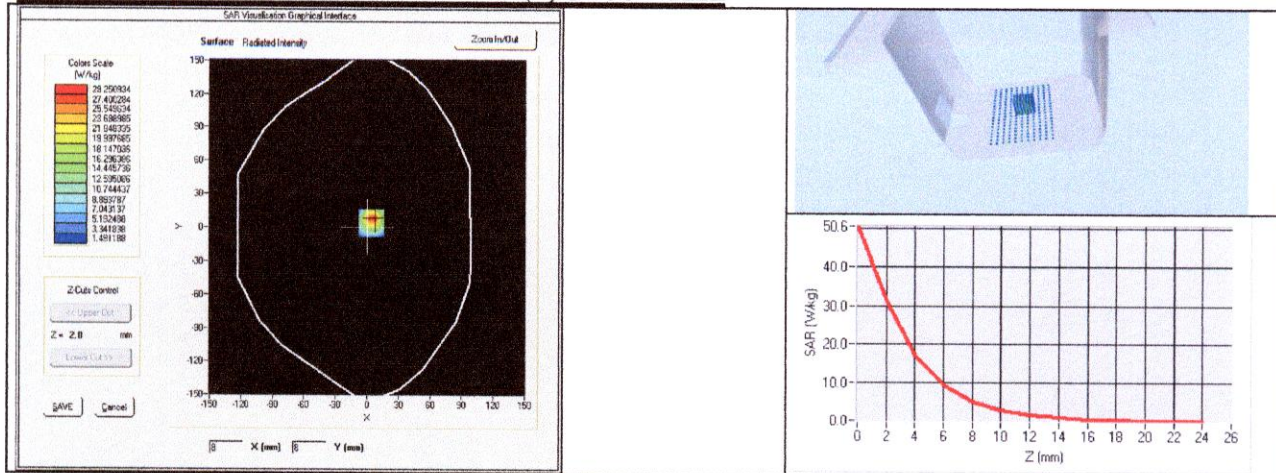 SAR Visualisation Graphical Interface
Surface Radiated Intensity
Zoom In/Out
Colors Scale
(W/kg)
28.250934
27.400284
25.549634
23.698985
21.848335
19.997685
18.147035
16.296386
14.445736
12.595086
10.744437
8.893787
7.043137
5.192488
3.341838
1.491188
150
120
90
60
30
0
-30
-60
-90
-120
-150
Y
-150 -120 -90 -60 -30 0 30 60 90 120 150
X
Z-Cuts Control
<< Upper Cut
Z = 2.0 mm
Lower Cut >>
SAVE Cancel
8 X (mm) 8 Y (mm)
50.6
40.0
30.0
20.0
10.0
0.0
SAR (W/kg)
0 2 4 6 8 10 12 14 16 18 20 22 24 26
Z (mm)